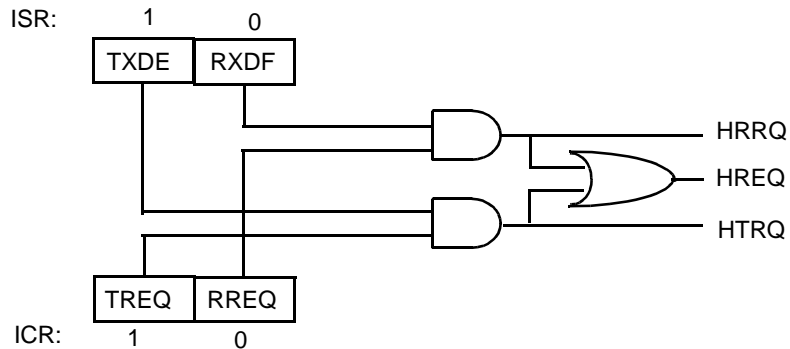 ISR: 1 0
TXDE RXDF
HRRQ
HREQ
HTRQ
TREQ RREQ
ICR: 1 0